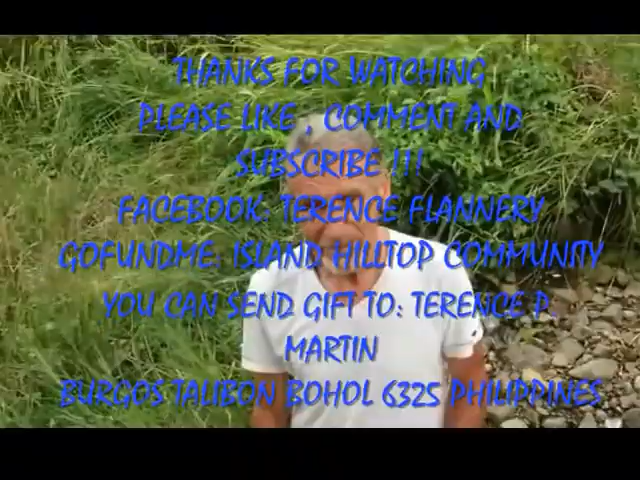 THANKS FOR WATCHING
PLEASE LIKE , COMMENT AND
SUBSCRIBE !!!
FACEBOOK: TERENCE FLANNERY
GOFUNDME: ISLAND HILLTOP COMMUNITY
YOU CAN SEND GIFT TO: TERENCE P.
MARTIN
BURGOS TALIBON BOHOL 6325 PHILIPPINES